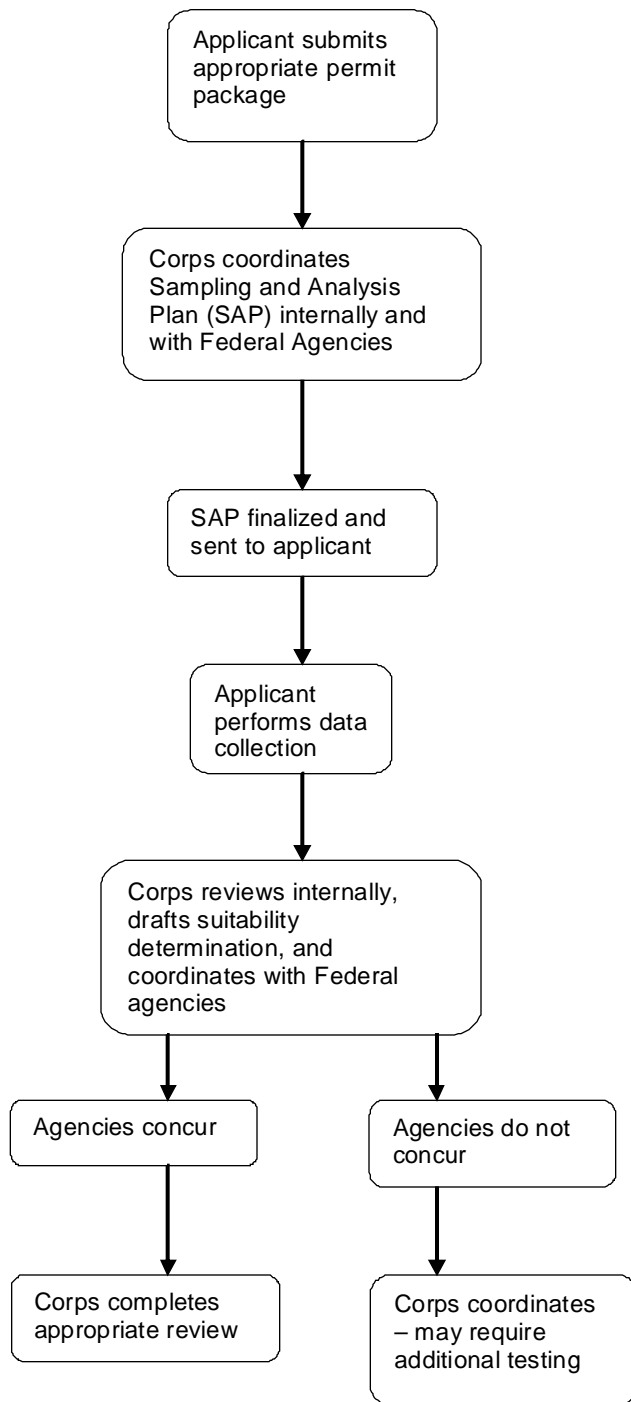 Applicant submits
appropriate permit
package
Corps coordinates
Sampling and Analysis
Plan (SAP) internally and
with Federal Agencies
SAP finalized and
sent to applicant
Applicant
performs data
collection
Corps reviews internally,
drafts suitability
determination, and
coordinates with Federal
agencies
Agencies concur
Agencies do not
concur
Corps completes
appropriate review
Corps coordinates
– may require
additional testing